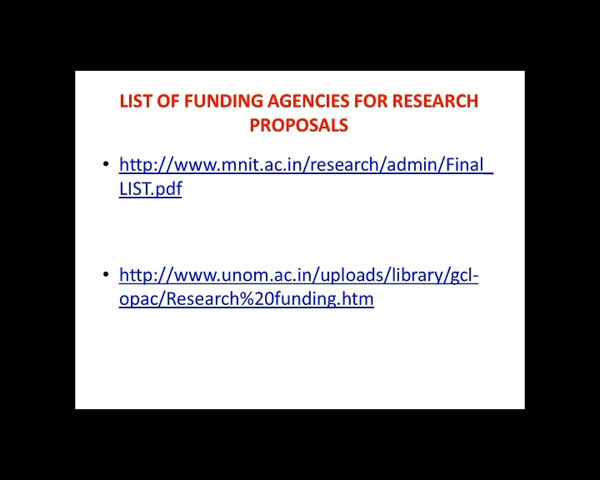 LIST OF FUNDING AGENCIES FOR RESEARCH
PROPOSALS
• http://www.mnit.ac.in/research/admin/Final_
LIST.pdf
• http://www.unom.ac.in/uploads/library/gcl-
opac/Research%20funding.htm